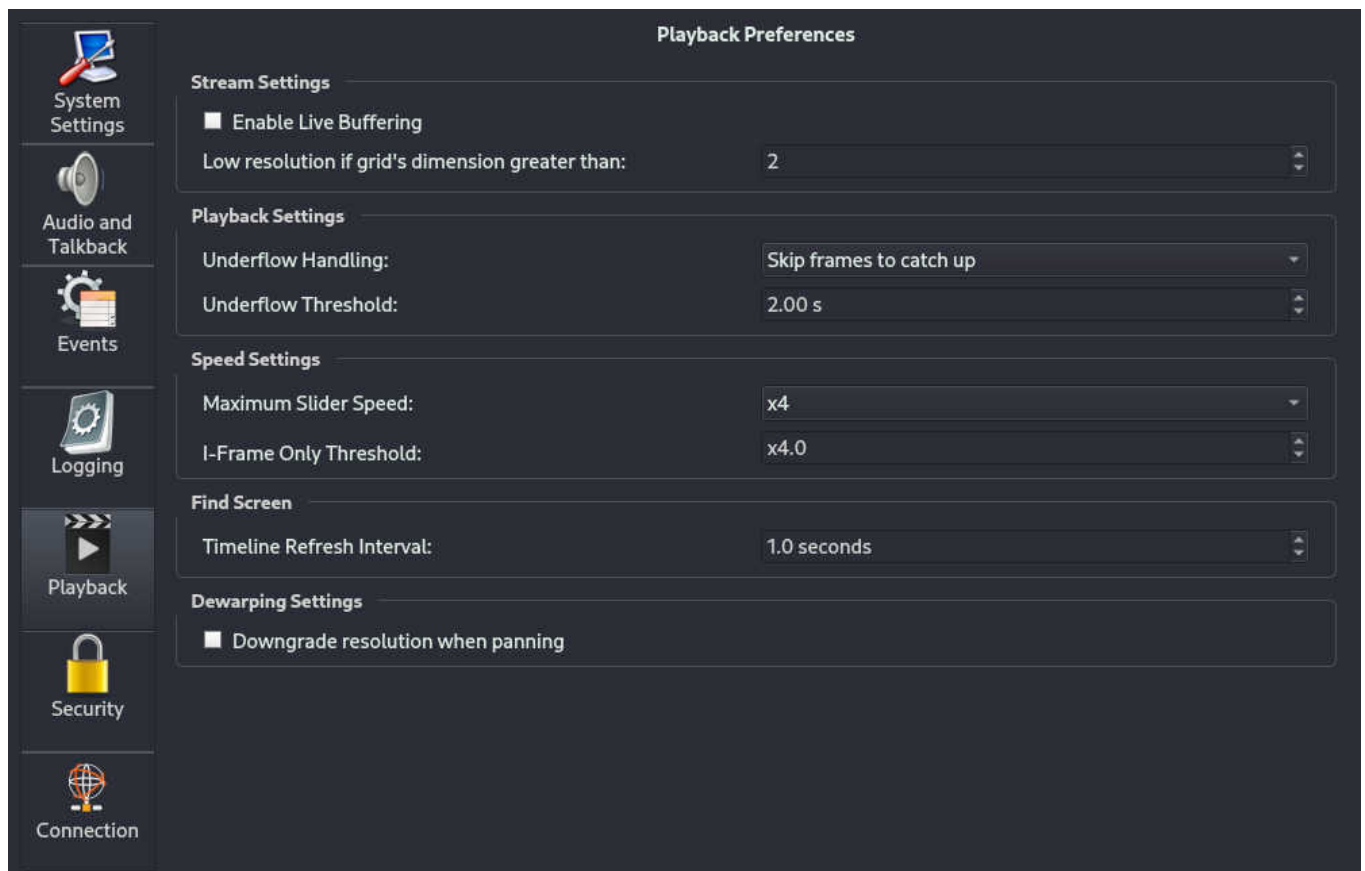 Playback Preferences
System
Settings
Audio and
Talkback
Events
Logging
Playback
Security
Connection
Stream Settings
Enable Live Buffering
Low resolution if grid's dimension greater than: 2
Playback Settings
Underflow Handling: Skip frames to catch up
Underflow Threshold: 2.00 s
Speed Settings
Maximum Slider Speed: x4
I-Frame Only Threshold: x4.0
Find Screen
Timeline Refresh Interval: 1.0 seconds
Dewarping Settings
Downgrade resolution when panning